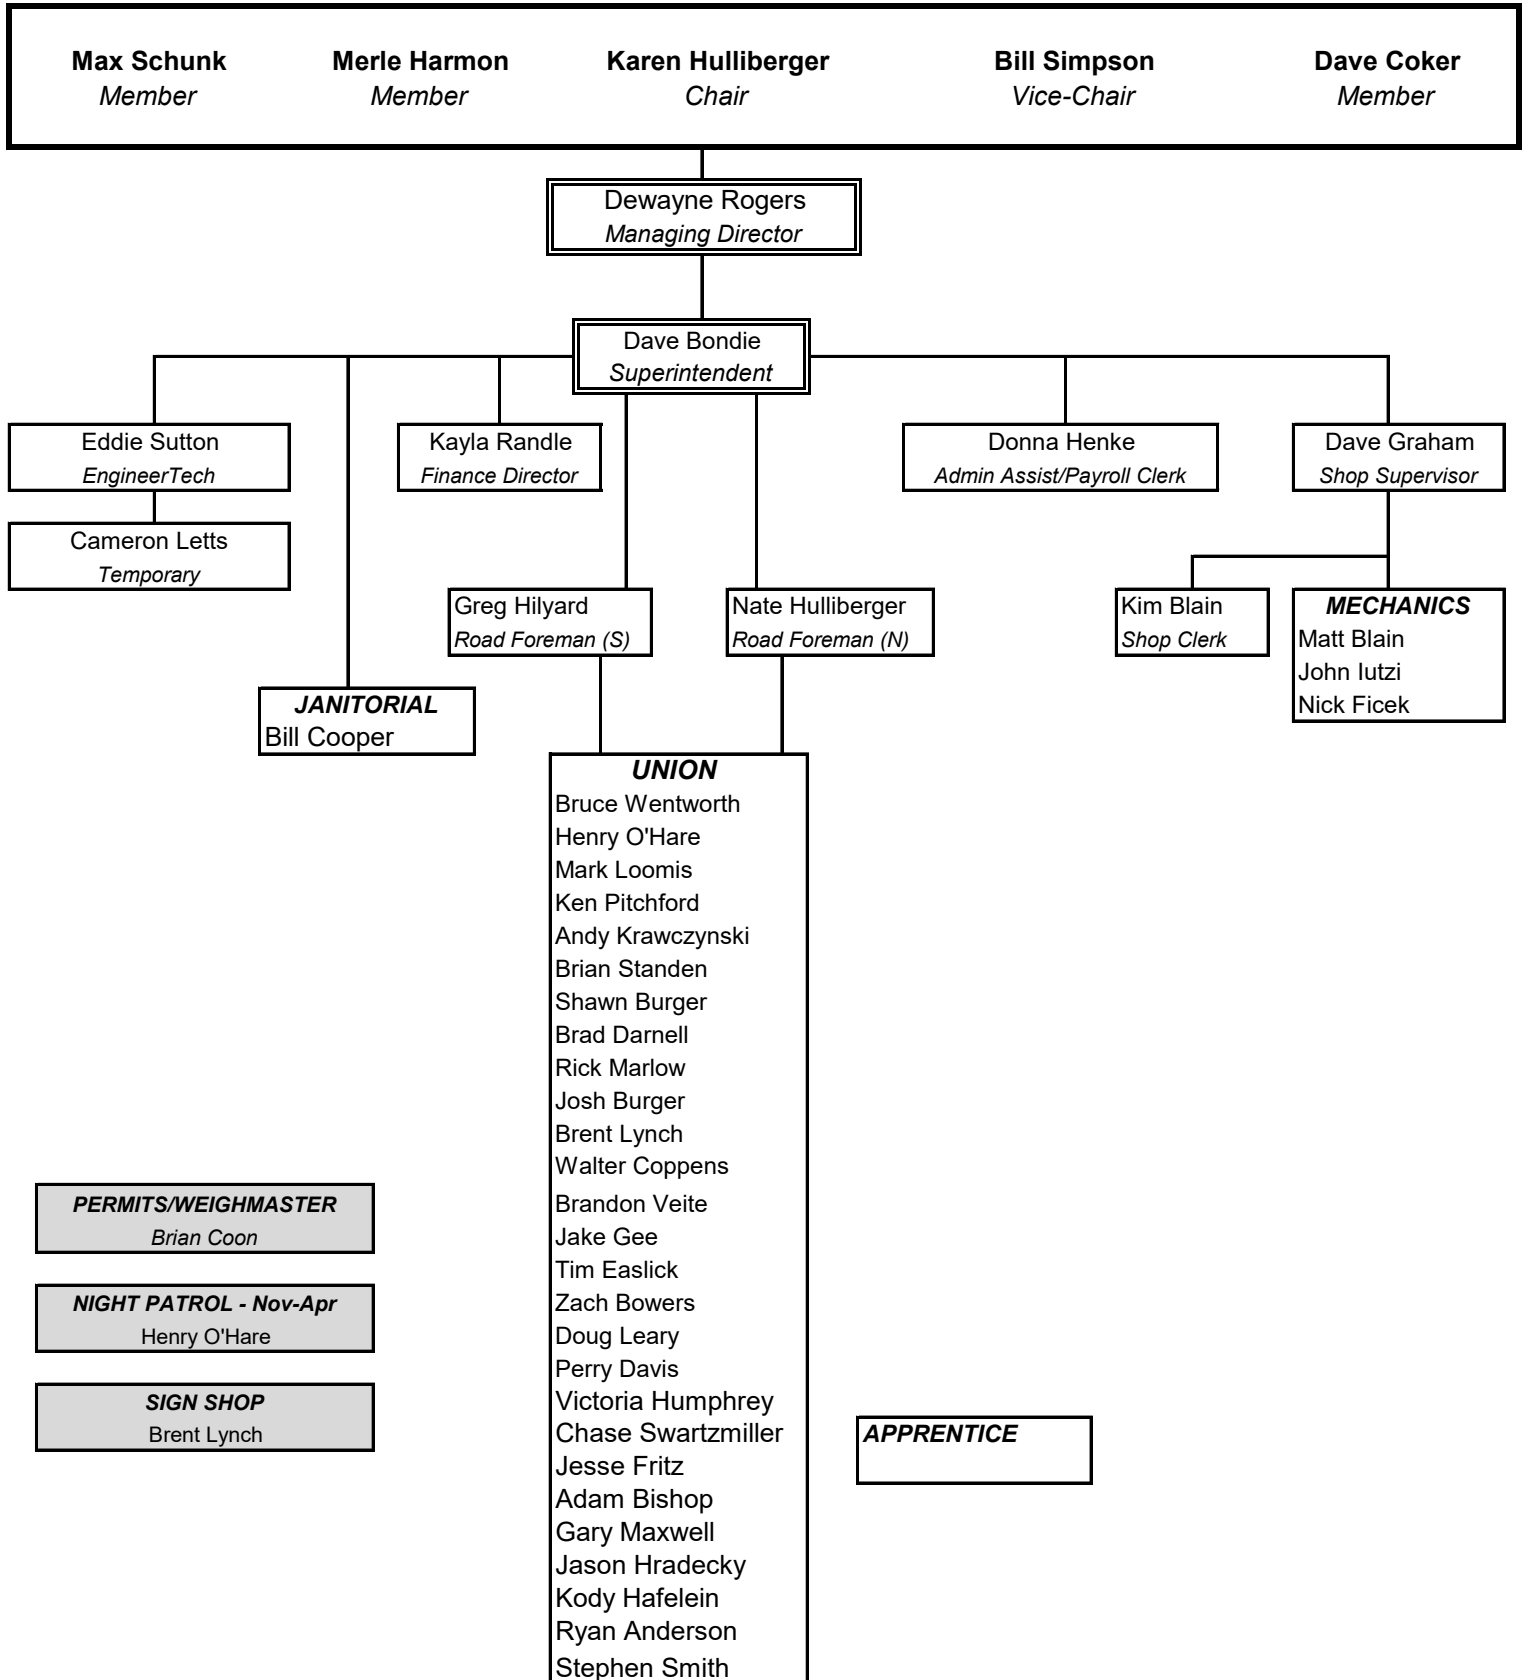 Max Schunk Merle Harmon Karen Hulliberger Bill Simpson Dave Coker
Member Member Chair Vice-Chair Member
Dewayne Rogers
Managing Director
Dave Bondie
Superintendent
Eddie Sutton
EngineerTech
Kayla Randle
Finance Director
Donna Henke
Admin Assist/Payroll Clerk
Dave Graham
Shop Supervisor
Cameron Letts
Temporary
Greg Hilyard
Road Foreman (S)
Nate Hulliberger
Road Foreman (N)
Kim Blain
Shop Clerk
MECHANICS
Matt Blain
John Iutzi
Nick Ficek
JANITORIAL
Bill Cooper
UNION
Bruce Wentworth
Henry O'Hare
Mark Loomis
Ken Pitchford
Andy Krawczynski
Brian Standen
Shawn Burger
Brad Darnell
Rick Marlow
Josh Burger
Brent Lynch
Walter Coppens
Brandon Veite
Jake Gee
Tim Easlick
Zach Bowers
Doug Leary
Perry Davis
Victoria Humphrey
Chase Swartzmiller
Jesse Fritz
Adam Bishop
Gary Maxwell
Jason Hradecky
Kody Hafelein
Ryan Anderson
Stephen Smith
PERMITS/WEIGHMASTER
Brian Coon
NIGHT PATROL - Nov-Apr
Henry O'Hare
SIGN SHOP
Brent Lynch
APPRENTICE